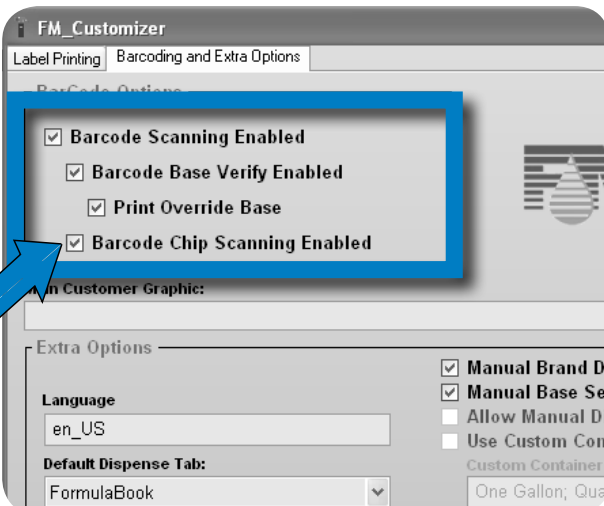 FM_Customizer
Label Printing
Barcoding and Extra Options
BarCode Options
Barcode Scanning Enabled
Barcode Base Verify Enabled
Print Override Base
Barcode Chip Scanning Enabled
Customer Graphic:
Extra Options
Manual Brand D
Manual Base Se
Language
Allow Manual D
en_US
Use Custom Con
Default Dispense Tab:
Custom Container
FormulaBook
One Gallon; Qua